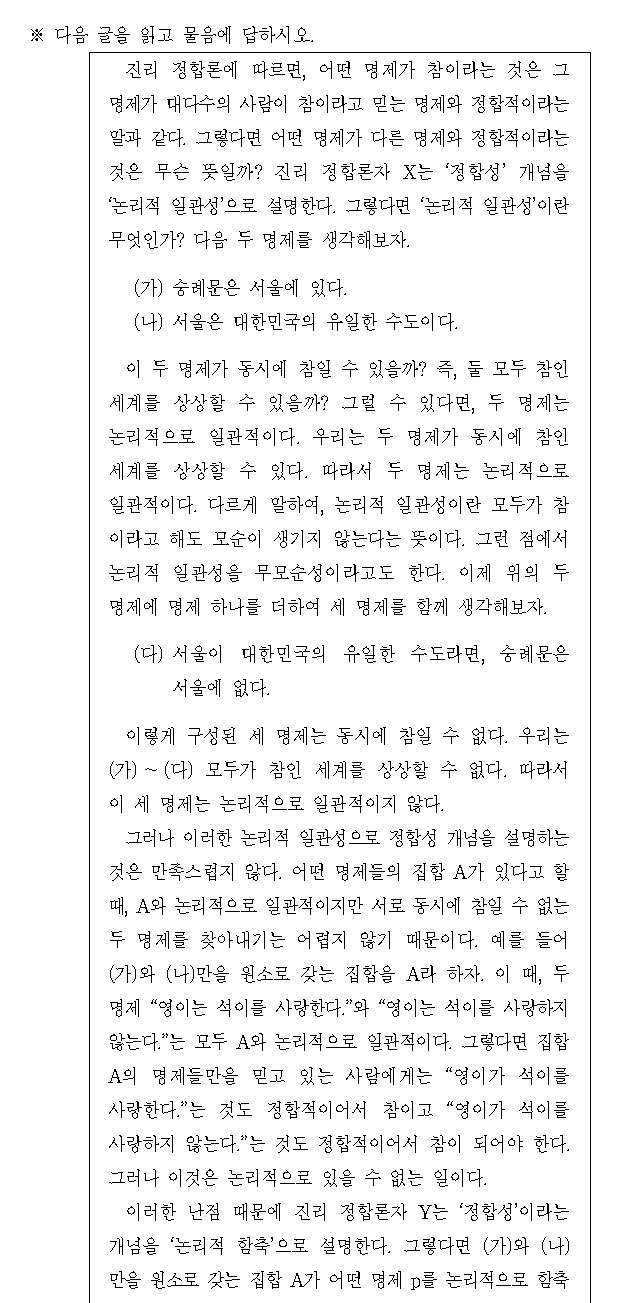 ※ 다음 글을 읽고 물음에 답하시오.
진리 정합론에 따르면, 어떤 명제가 참이라는 것은 그
명제가 대다수의 사람이 참이라고 믿는 명제와 정합적이라는
말과 같다. 그렇다면 어떤 명제가 다른 명제와 정합적이라는
것은 무슨 뜻일까? 진리 정합론자 X는 ‘정합성’ 개념을
‘논리적 일관성’으로 설명한다. 그렇다면 ‘논리적 일관성’이란
무엇인가? 다음 두 명제를 생각해보자.
(가) 숭례문은 서울에 있다.
(나) 서울은 대한민국의 유일한 수도이다.
이 두 명제가 동시에 참일 수 있을까? 즉, 둘 모두 참인
세계를 상상할 수 있을까? 그럴 수 있다면, 두 명제는
논리적으로 일관적이다. 우리는 두 명제가 동시에 참인
세계를 상상할 수 있다. 따라서 두 명제는 논리적으로
일관적이다. 다르게 말하여, 논리적 일관성이란 모두가 참
이라고 해도 모순이 생기지 않는다는 뜻이다. 그런 점에서
논리적 일관성을 무모순성이라고도 한다. 이제 위의 두
명제에 명제 하나를 더하여 세 명제를 함께 생각해보자.
(다) 서울이 대한민국의 유일한 수도라면, 숭례문은
서울에 없다.
이렇게 구성된 세 명제는 동시에 참일 수 없다. 우리는
(가) ~ (다) 모두가 참인 세계를 상상할 수 없다. 따라서
이 세 명제는 논리적으로 일관적이지 않다.
그러나 이러한 논리적 일관성으로 정합성 개념을 설명하는
것은 만족스럽지 않다. 어떤 명제들의 집합 A가 있다고 할
때, A와 논리적으로 일관적이지만 서로 동시에 참일 수 없는
두 명제를 찾아내기는 어렵지 않기 때문이다. 예를 들어
(가)와 (나)만을 원소로 갖는 집합을 A라 하자. 이 때, 두
명제 “영이는 석이를 사랑한다.”와 “영이는 석이를 사랑하지
않는다.”는 모두 A와 논리적으로 일관적이다. 그렇다면 집합
A의 명제들만을 믿고 있는 사람에게는 “영이가 석이를
사랑한다.”는 것도 정합적이어서 참이고 “영이가 석이를
사랑하지 않는다.”는 것도 정합적이어서 참이 되어야 한다.
그러나 이것은 논리적으로 있을 수 없는 일이다.
이러한 난점 때문에 진리 정합론자 Y는 ‘정합성’이라는
개념을 ‘논리적 함축’으로 설명한다. 그렇다면 (가)와 (나)
만을 원소로 갖는 집합 A가 어떤 명제 p를 논리적으로 함축